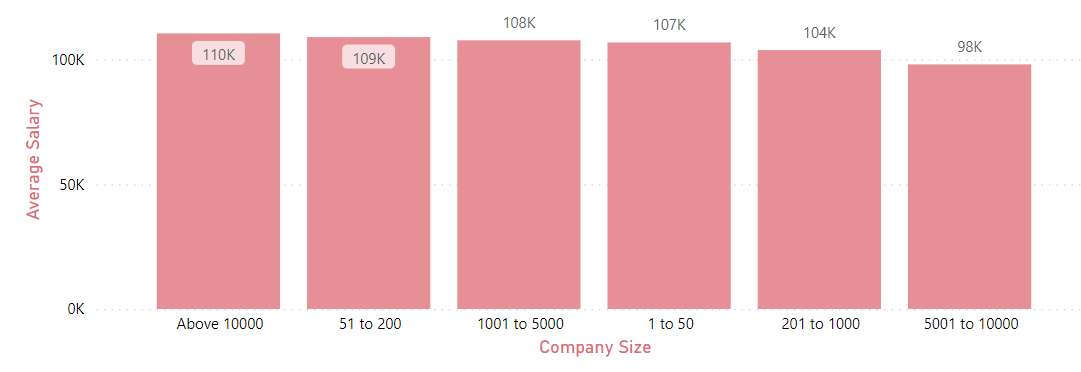 108K
107K
104K
98K
110K
109K
100K
50K
0K
Average Salary
Above 10000
51 to 200
1001 to 5000
1 to 50
201 to 1000
5001 to 10000
Company Size